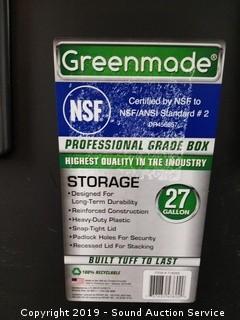 Greenmade®
NSF®
Certified by NSF to
NSF/ANSI Standard # 2
PROFESSIONAL GRADE BOX
HIGHEST QUALITY IN THE INDUSTRY
STORAGE
• Designed For
Long-Term Durability
• Reinforced Construction
• Heavy-Duty Plastic
• Snap-Tight Lid
• Padlock Holes For Security
• Recessed Lid For Stacking
27
GALLON
BUILT TUFF TO LAST
100% RECYCLABLE
Copyright 2019 - Sound Auction Service